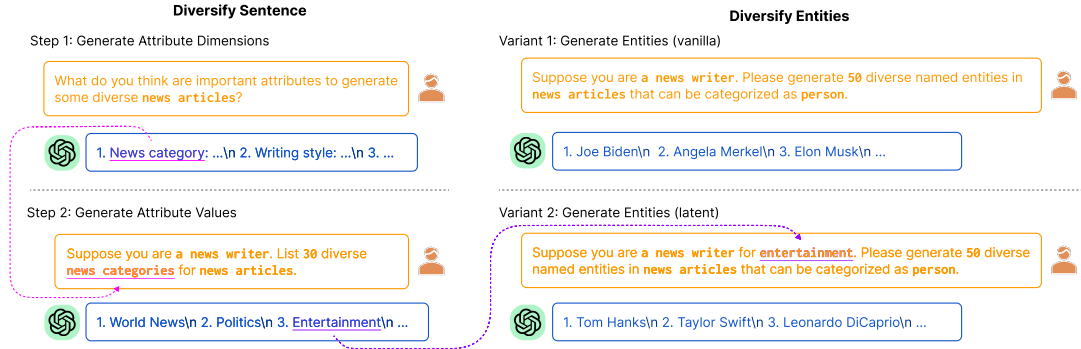 Diversify Sentence
Step 1: Generate Attribute Dimensions
What do you think are important attributes to generate
some diverse news articles?
1. News category: ...\n 2. Writing style: ...\n 3. ...
Step 2: Generate Attribute Values
Suppose you are a news writer. List 30 diverse
news categories for news articles.
1. World News\n 2. Politics\n 3. Entertainment\n ...
Diversify Entities
Variant 1: Generate Entities (vanilla)
Suppose you are a news writer. Please generate 50 diverse named entities in
news articles that can be categorized as person.
1. Joe Biden\n 2. Angela Merkel\n 3. Elon Musk\n ...
Variant 2: Generate Entities (latent)
Suppose you are a news writer for entertainment. Please generate 50 diverse
named entities in news articles that can be categorized as person.
1. Tom Hanks\n 2. Taylor Swift\n 3. Leonardo DiCaprio\n ...